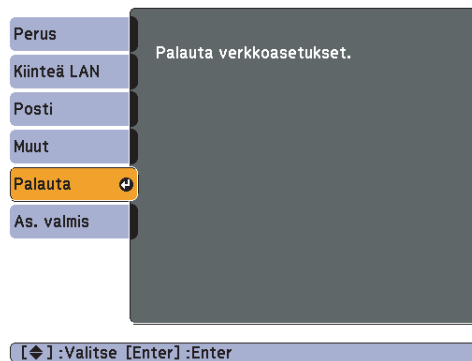 Perus
Kiinteä LAN
Posti
Muut
Palauta
As. valmis
Palauta verkkoasetukset.
[◆] :Valitse [Enter] :Enter